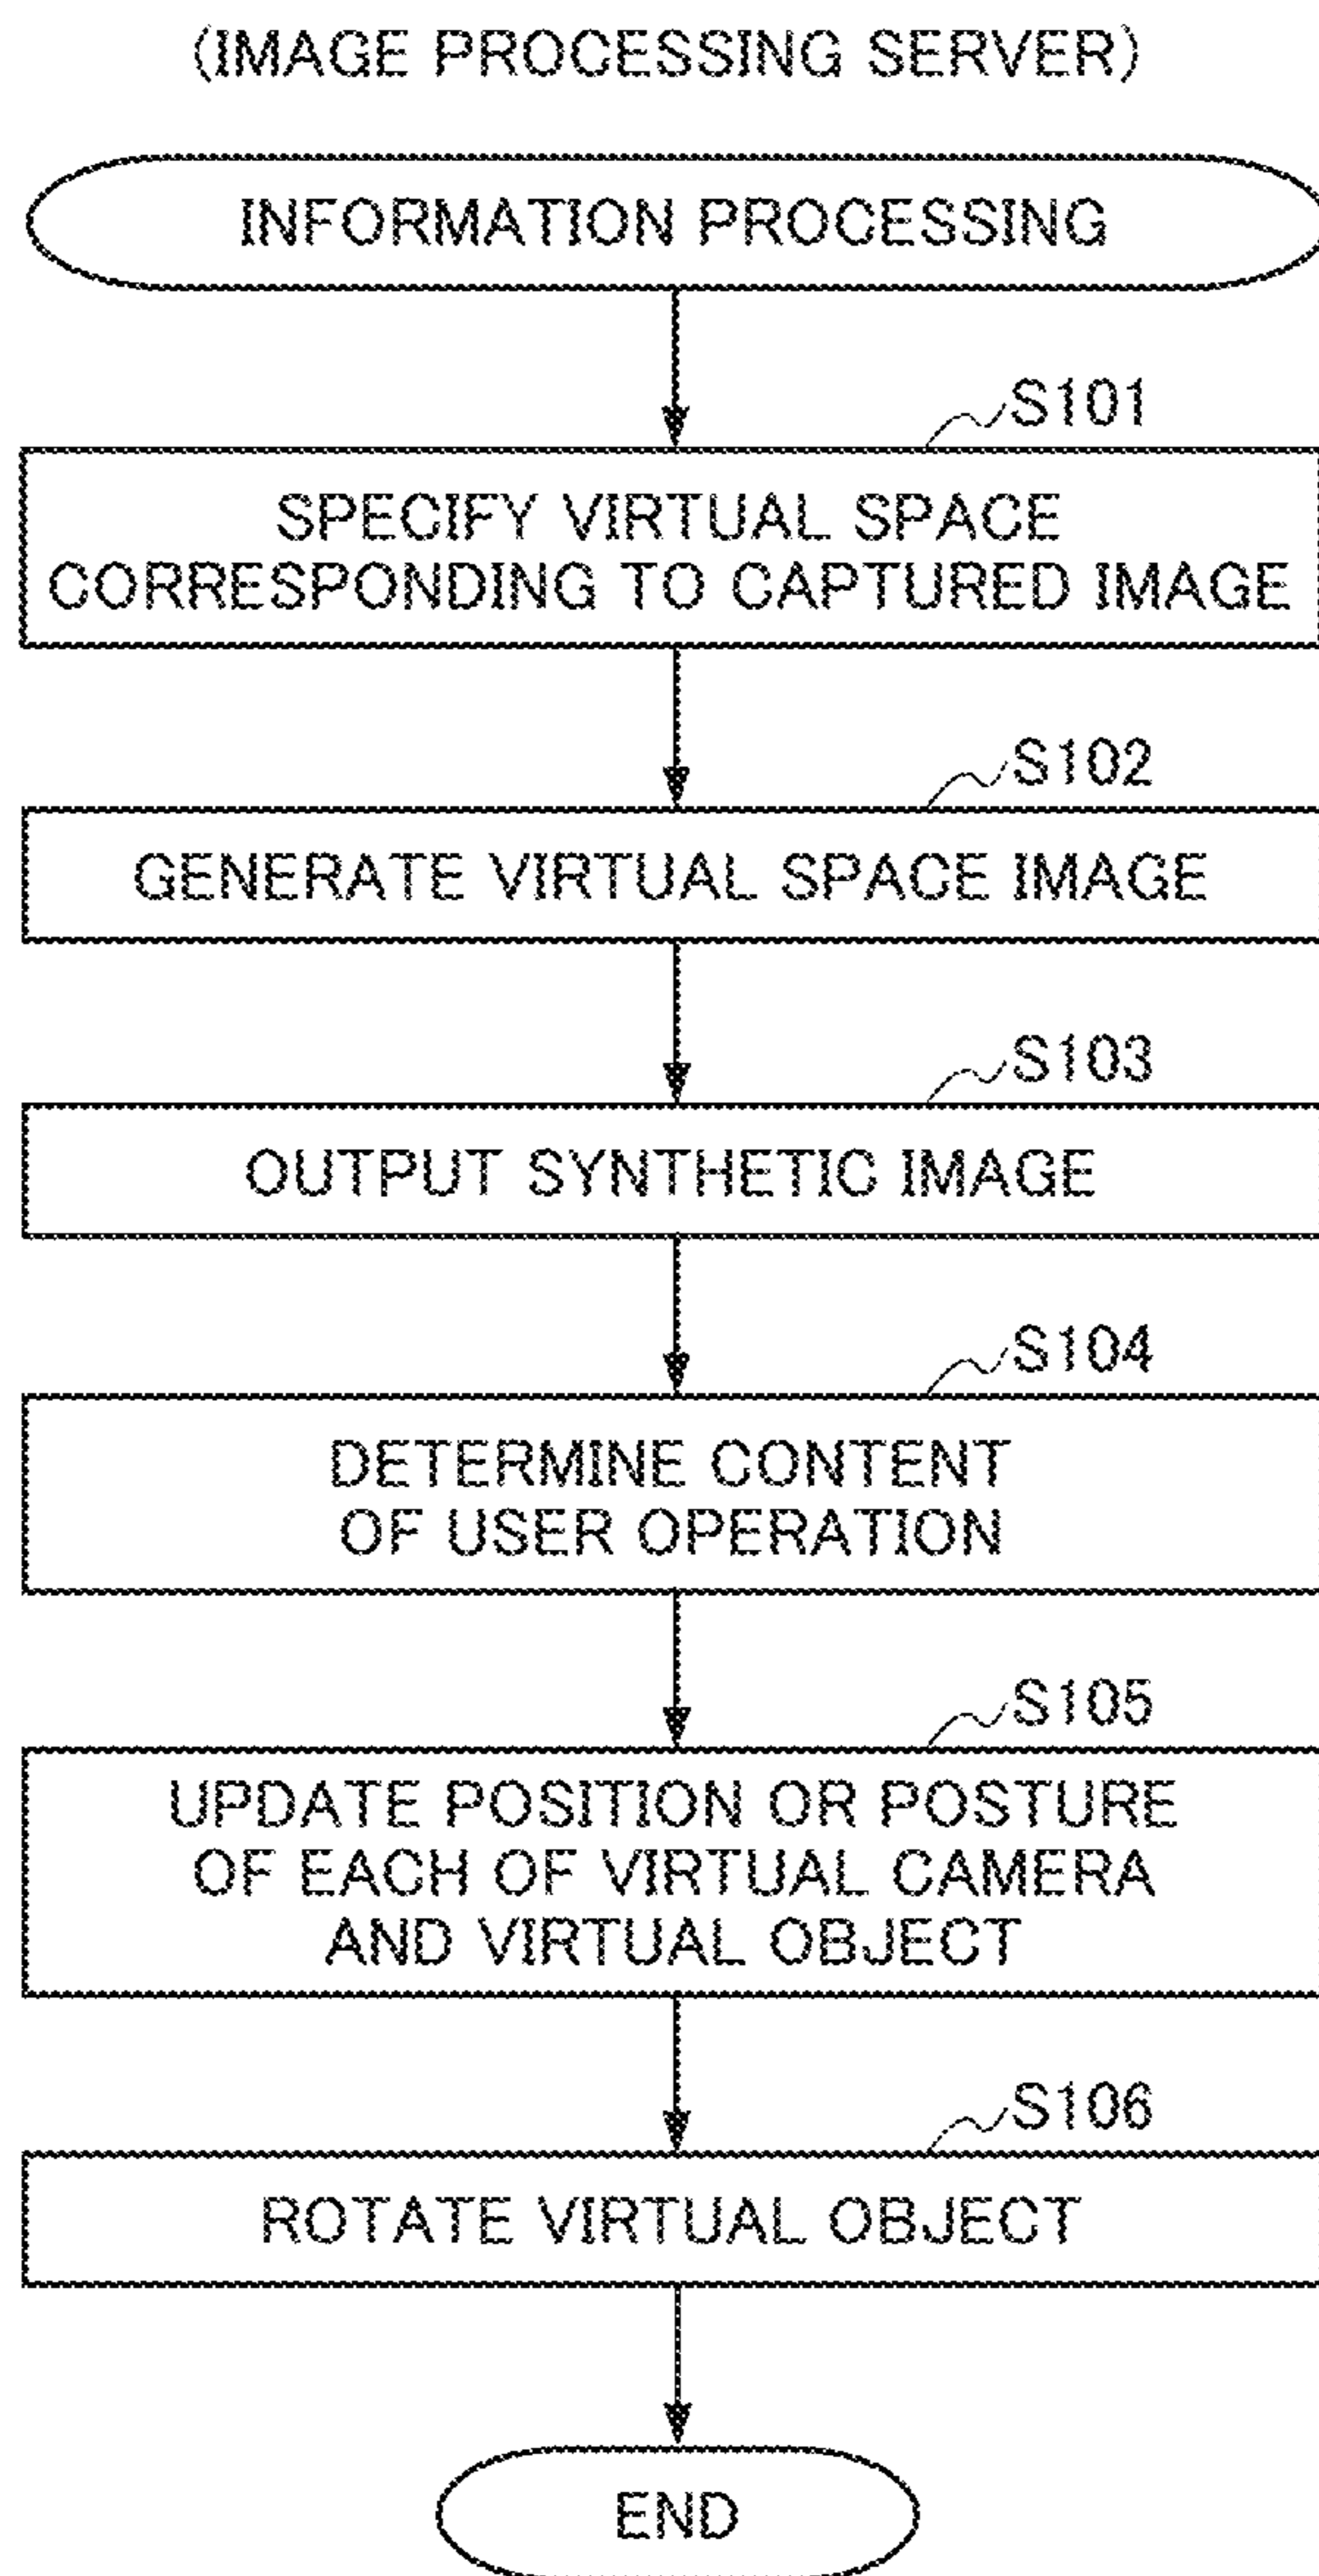 (IMAGE PROCESSING SERVER)
INFORMATION PROCESSING
S101
SPECIFY VIRTUAL SPACE
CORRESPONDING TO CAPTURED IMAGE
S102
GENERATE VIRTUAL SPACE IMAGE
S103
OUTPUT SYNTHETIC IMAGE
S104
DETERMINE CONTENT
OF USER OPERATION
S105
UPDATE POSITION OR POSTURE
OF EACH OF VIRTUAL CAMERA
AND VIRTUAL OBJECT
S106
ROTATE VIRTUAL OBJECT
END